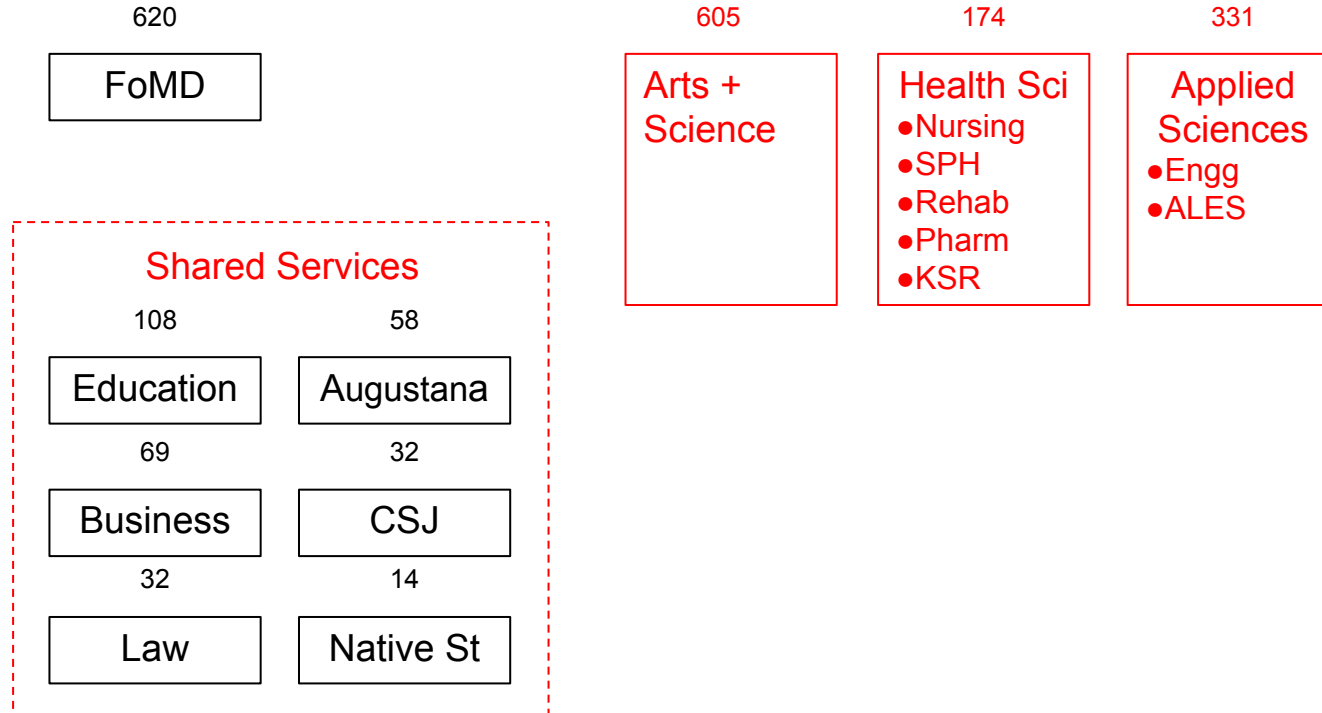 620
FoMD
605
Arts +
Science
174
Health Sci
●Nursing
●SPH
●Rehab
●Pharm
●KSR
331
Applied
Sciences
●Engg
●ALES
Shared Services
108
Education
58
Augustana
69
Business
32
CSJ
32
Law
14
Native St